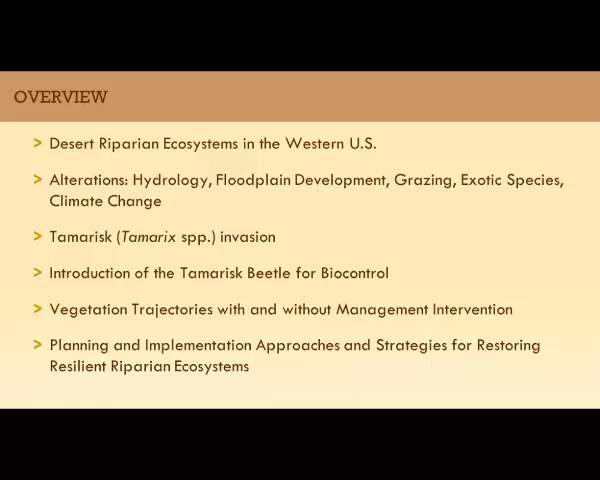 OVERVIEW
> Desert Riparian Ecosystems in the Western U.S.
> Alterations: Hydrology, Floodplain Development, Grazing, Exotic Species,
Climate Change
> Tamarisk (Tamarix spp.) invasion
> Introduction of the Tamarisk Beetle for Biocontrol
> Vegetation Trajectories with and without Management Intervention
> Planning and Implementation Approaches and Strategies for Restoring
Resilient Riparian Ecosystems